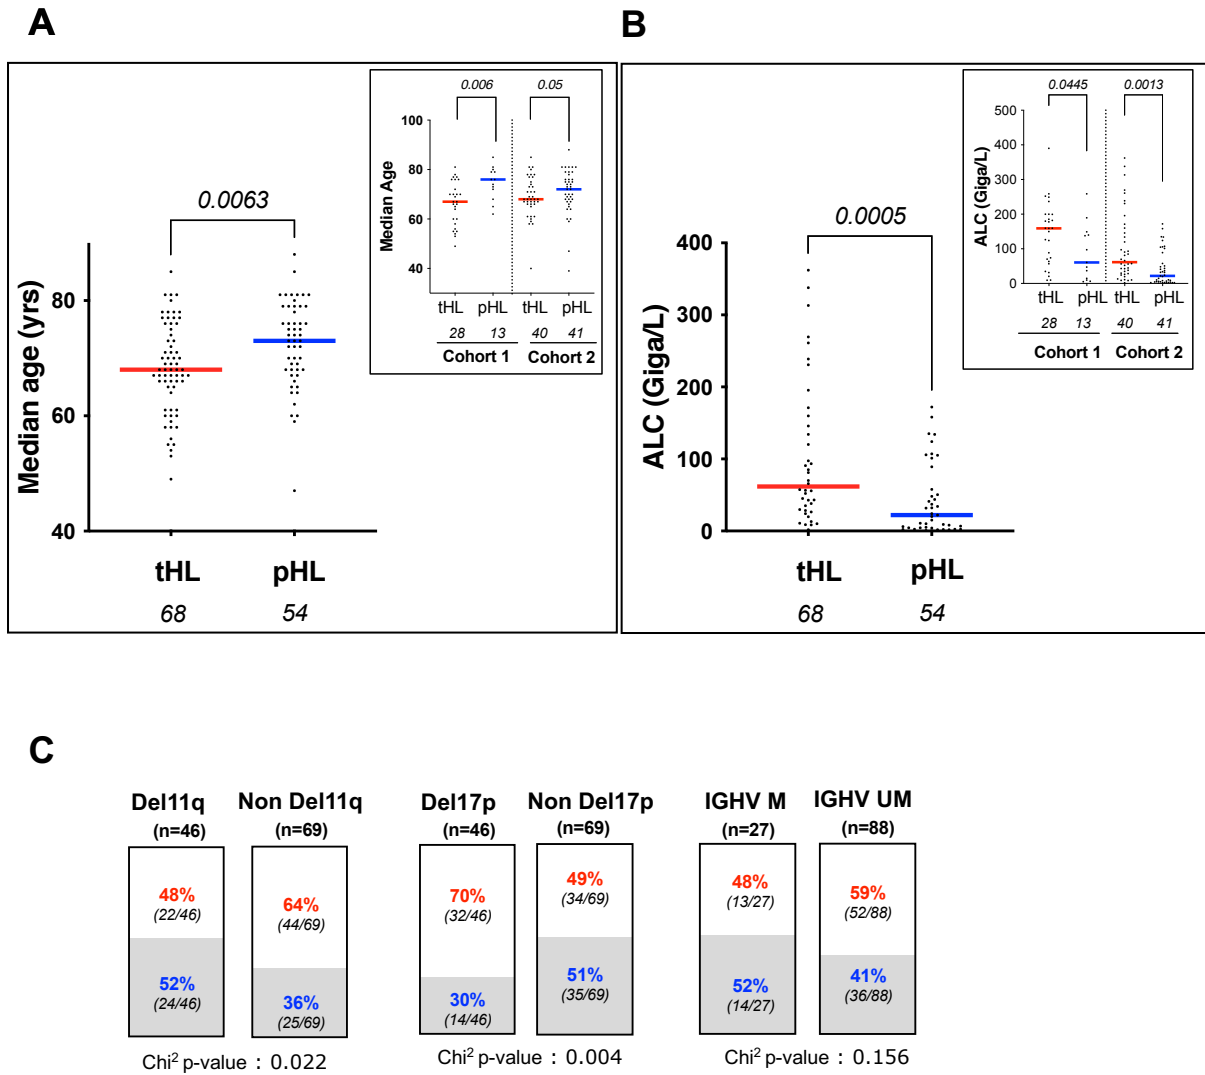 A
0.0063
Median age (yrs)
80
60
40
tHL
pHL
68
54
0.006
0.05
Median Age
100
80
60
40
tHL
pHL
tHL
pHL
28
13
40
41
Cohort 1
Cohort 2
B
0.0005
ALC (Giga/L)
400
300
200
100
0
tHL
pHL
68
54
0.0445
0.0013
ALC (Giga/L)
500
400
300
200
100
0
tHL
pHL
tHL
pHL
28
13
40
41
Cohort 1
Cohort 2
C
Del11q
(n=46)
48%
(22/46)
52%
(24/46)
Non Del11q
(n=69)
64%
(44/69)
36%
(25/69)
Chi² p-value : 0.022
Del17p
(n=46)
70%
(32/46)
30%
(14/46)
Non Del17p
(n=69)
49%
(34/69)
51%
(35/69)
Chi² p-value : 0.004
IGHV M
(n=27)
48%
(13/27)
52%
(14/27)
IGHV UM
(n=88)
59%
(52/88)
41%
(36/88)
Chi² p-value : 0.156